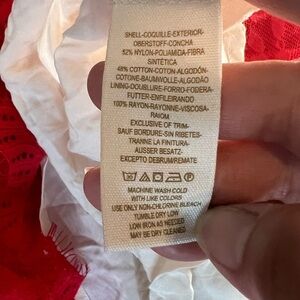 SHELL-COQUILLE-EXTERIOR-
OBERSTOFF-CONCHA
52% NYLON-POLIAMIDA-FIBRA
SINTÉTICA
48% COTTON-COTON-ALGODÓN-
COTONE-BAUMWOLLE-ALGODÃO
LINING-DOUBLURE-FORRO-FODERA-
FUTTER-ENFILEIRANDO
100% RAYON-RAYONNE-VISCOSA-
RAIOM
EXCLUSIVE OF TRIM-
SAUF BORDURE-SIN RIBETES-
TRANNE LA FINITURA-
AUSSER BESATZ-
EXCEPTO DEBRUM/REMATE
30
MACHINE WASH COLD
WITH LIKE COLORS
USE ONLY NON-CHLORINE BLEACH
TUMBLE DRY LOW
LOW IRON AS NEEDED
MAY BE DRY CLEANED